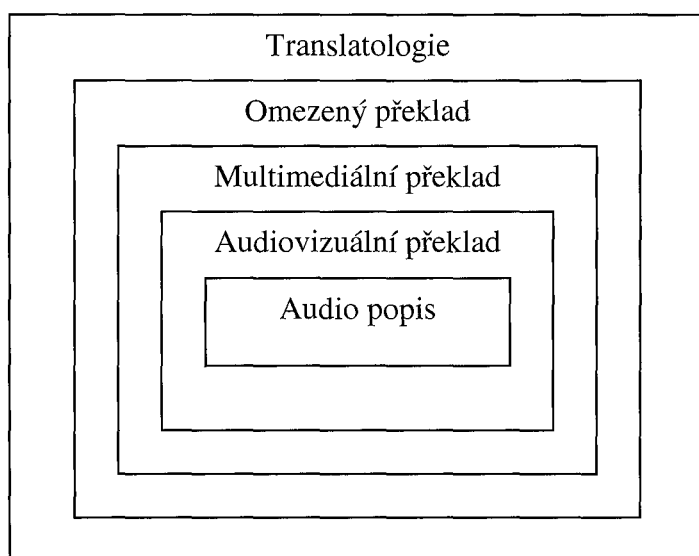 Translatologie
Omezený překlad
Multimediální překlad
Audiovizuální překlad
Audio popis